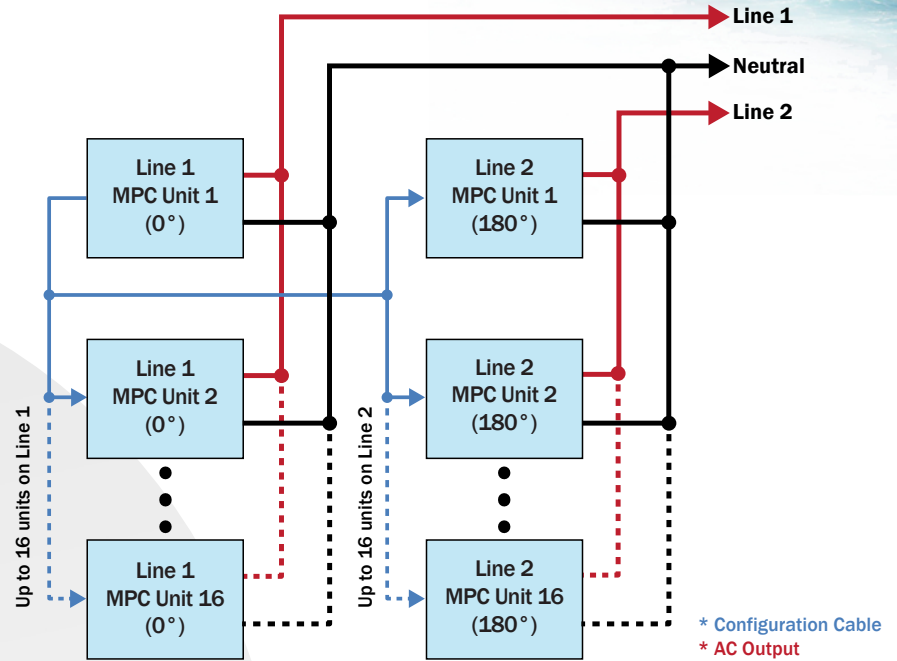 Line 1
Neutral
Line 2
Line 1
MPC Unit 1
(0°)
Line 2
MPC Unit 1
(180°)
Line 1
MPC Unit 2
(0°)
Line 2
MPC Unit 2
(180°)
Up to 16 units on Line 1
Up to 16 units on Line 2
Line 1
MPC Unit 16
(0°)
Line 2
MPC Unit 16
(180°)
* Configuration Cable
* AC Output